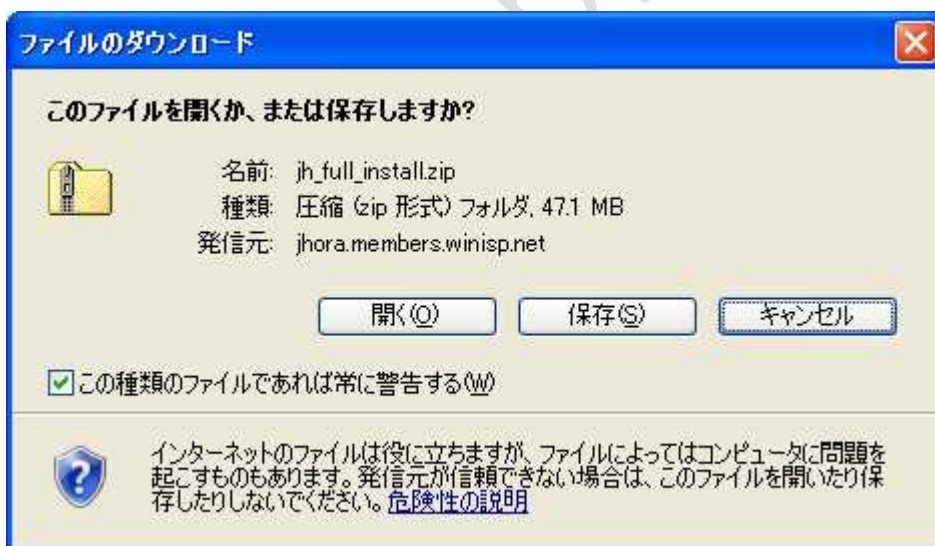 ファイルのダウンロード
このファイルを開くか、または保存しますか?
名前: jh_full_install.zip
種類: 圧縮 (zip 形式) フォルダ, 47.1 MB
発信元: jhora.members.winisp.net
開く(O) 保存(S) キャンセル
この種類のファイルであれば常に警告する(W)
インターネットのファイルは役に立ちますが、ファイルによってはコンピュータに問題を
起こすものもあります。発信元が信頼できない場合は、このファイルを開いたり保
存したりしないでください。危険性の説明